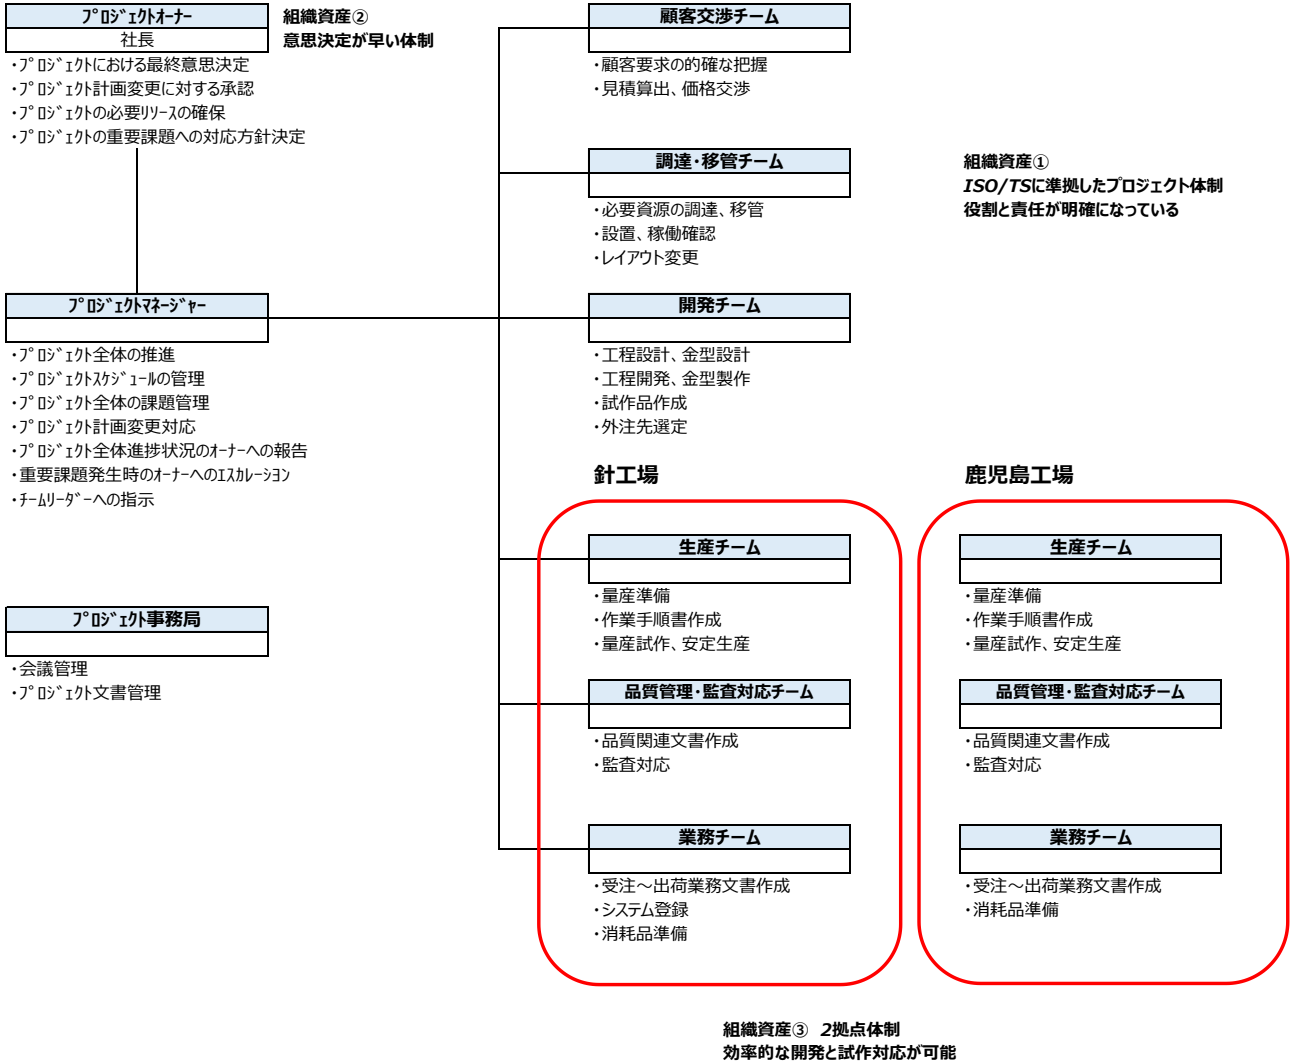 ﾌﾟﾛｼﾞｪｸﾄｵｰﾅｰ
社長
・ﾌﾟﾛｼﾞｪｸﾄにおける最終意思決定
・ﾌﾟﾛｼﾞｪｸﾄ計画変更に対する承認
・ﾌﾟﾛｼﾞｪｸﾄの必要ﾘｿｰｽの確保
・ﾌﾟﾛｼﾞｪｸﾄの重要課題への対応方針決定
組織資産②
意思決定が早い体制
ﾌﾟﾛｼﾞｪｸﾄﾏﾈｰｼﾞｬｰ
・ﾌﾟﾛｼﾞｪｸﾄ全体の推進
・ﾌﾟﾛｼﾞｪｸﾄｽｹｼﾞｭｰﾙの管理
・ﾌﾟﾛｼﾞｪｸﾄ全体の課題管理
・ﾌﾟﾛｼﾞｪｸﾄ計画変更対応
・ﾌﾟﾛｼﾞｪｸﾄ全体進捗状況のｵｰﾅｰへの報告
・重要課題発生時のｵｰﾅｰへのｴｽｶﾚｰｼｮﾝ
・ﾁｰﾑﾘｰﾀﾞｰへの指示
ﾌﾟﾛｼﾞｪｸﾄ事務局
・会議管理
・ﾌﾟﾛｼﾞｪｸﾄ文書管理
顧客交渉チーム
・顧客要求の的確な把握
・見積算出、価格交渉
調達・移管チーム
・必要資源の調達、移管
・設置、稼働確認
・レイアウト変更
組織資産①
ISO/TSに準拠したプロジェクト体制
役割と責任が明確になっている
開発チーム
・工程設計、金型設計
・工程開発、金型製作
・試作品作成
・外注先選定
針工場
生産チーム
・量産準備
・作業手順書作成
・量産試作、安定生産
品質管理・監査対応チーム
・品質関連文書作成
・監査対応
業務チーム
・受注～出荷業務文書作成
・システム登録
・消耗品準備
鹿児島工場
生産チーム
・量産準備
・作業手順書作成
・量産試作、安定生産
品質管理・監査対応チーム
・品質関連文書作成
・監査対応
業務チーム
・受注～出荷業務文書作成
・消耗品準備
組織資産③ 2拠点体制
効率的な開発と試作対応が可能